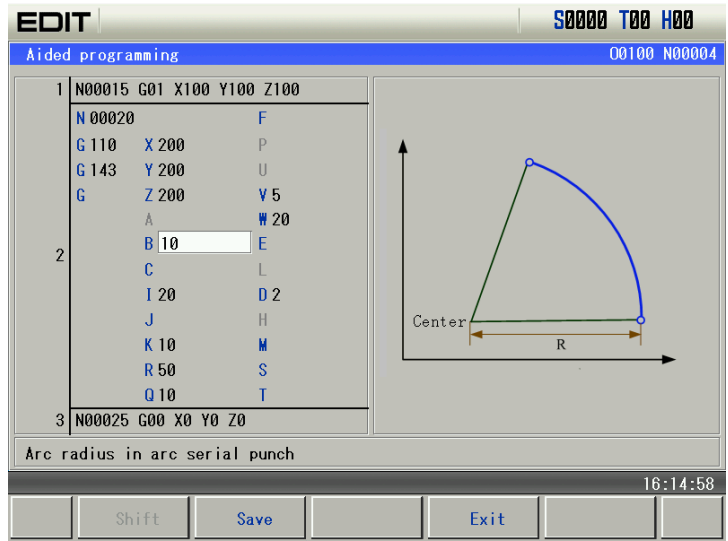 EDIT S0000 T00 H00
Aided programming O0100 N00004
1 N00015 G01 X100 Y100 Z100
N 00020 F
G 110 X 200 P
G 143 Y 200 U
G Z 200 V 5
A W 20
2 B 10 E
C L
I 20 D 2
J H
K 10 M
R 50 S
Q 10 T
3 N00025 G00 X0 Y0 Z0
Center
R
Arc radius in arc serial punch
16:14:58
Shift Save Exit